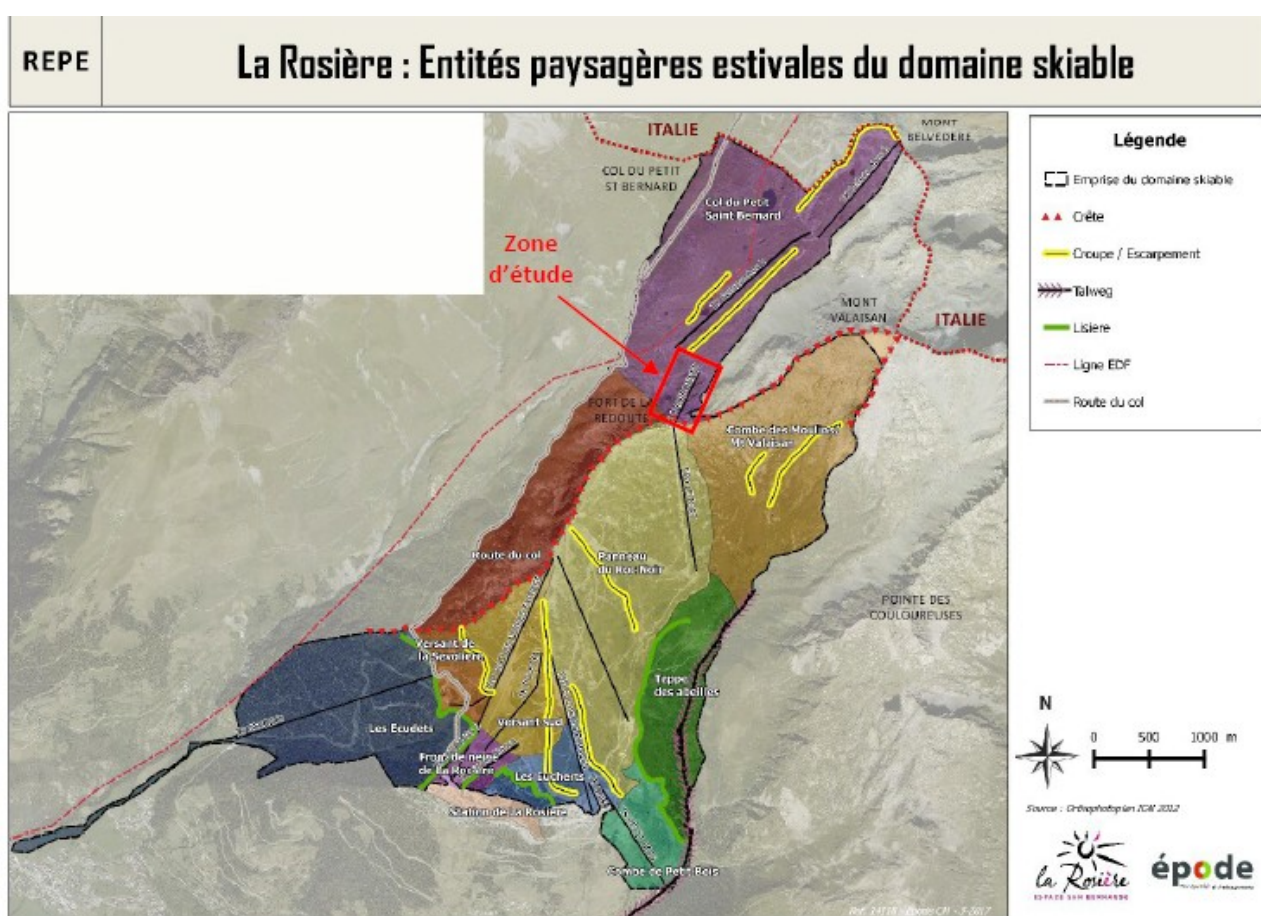 REPE
La Rosière : Entités paysagères estivales du domaine skiable
ITALIE
MONT
BELVEDERE
COL DU PETIT
ST BERNARD
Col du Petit
Saint Bernard
Zone
d'étude
MONT
VALAISAN
ITALIE
FORT DE LA
REDOUTE
Combe des Moulins/
Mt Valaisan
Route du col
Panneau
du Roc Noir
POINTE DES
COULOUREUSES
Versant de
la Sevolière
Teppe
des abeilles
Les Ecudets
Versant sud
Front de neige
de La Rosière
Les Eucherts
Station de La Rosière
Combe de Petit Bois
Légende
Emprise du domaine skiable
Crête
Croupe / Escarpement
Talweg
Lisiere
Ligne EDF
Route du col
N
0 500 1000 m
Source : Orthophotoplan IGN 2012
la Rosière
ESPACE SAN BERNARDO
épode